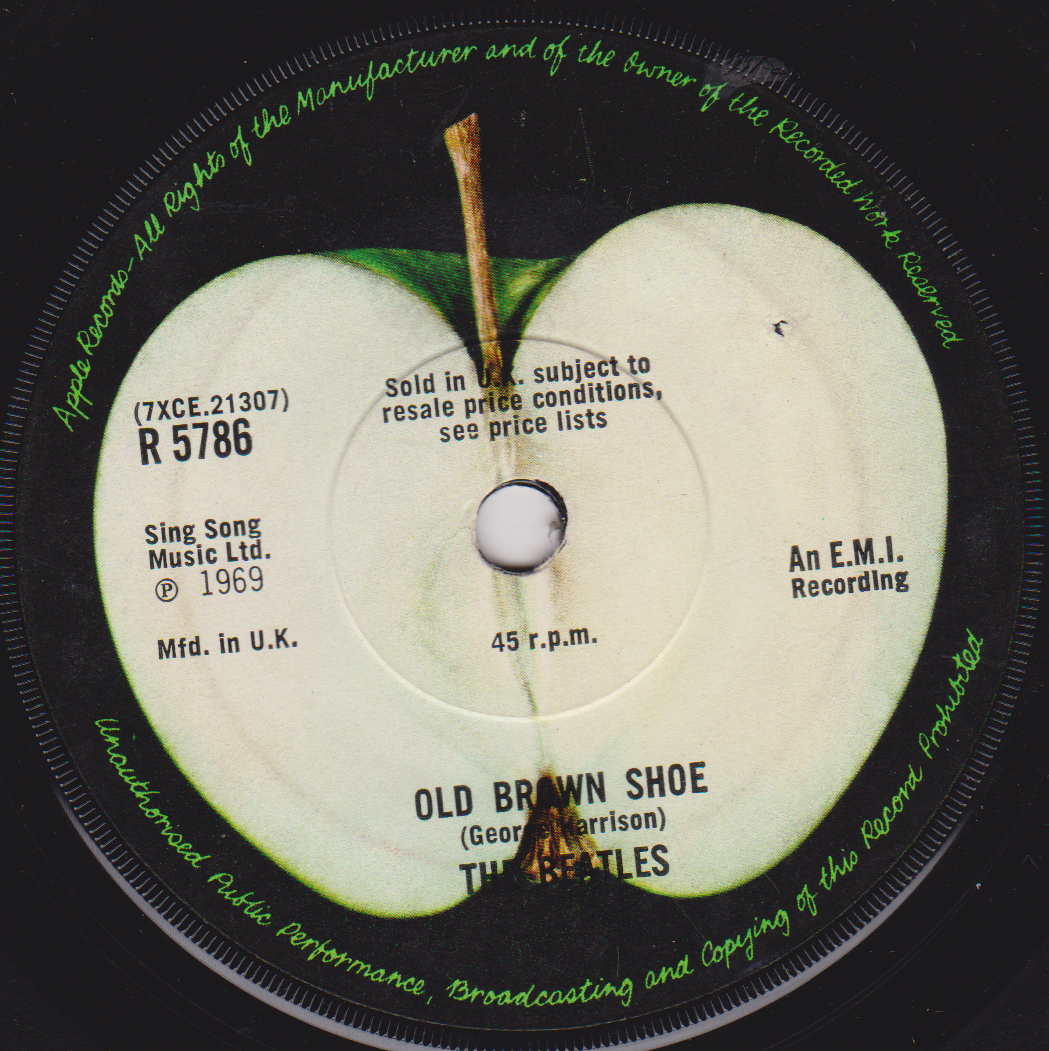 Apple Records-All Rights of the Manufacturer and of the Owner of the Recorded Work Reserved
Sold in U.K. subject to
resale price conditions,
see price lists
(7XCE.21307)
R 5786
Sing Song
Music Ltd.
℗ 1969
An E.M.I.
Recording
Mfd. in U.K.
45 r.p.m.
OLD BROWN SHOE
(George Harrison)
THE BEATLES
Unauthorised Public Performance, Broadcasting and Copying of this Record Prohibited